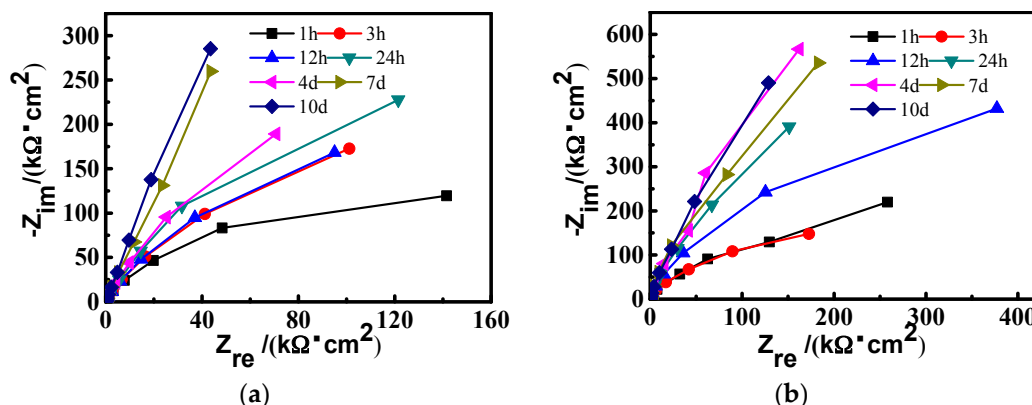 300
250
200
150
100
50
0
-Z_im/(kΩ▪cm²)
1h 3h
12h 24h
4d 7d
10d
0 40 80 120 160
Z_re /(kΩ▪cm²)
(a)
600
500
400
300
200
100
0
-Z_im/(kΩ▪cm²)
1h 3h
12h 24h
4d 7d
10d
0 100 200 300 400
Z_re /(kΩ▪cm²)
(b)